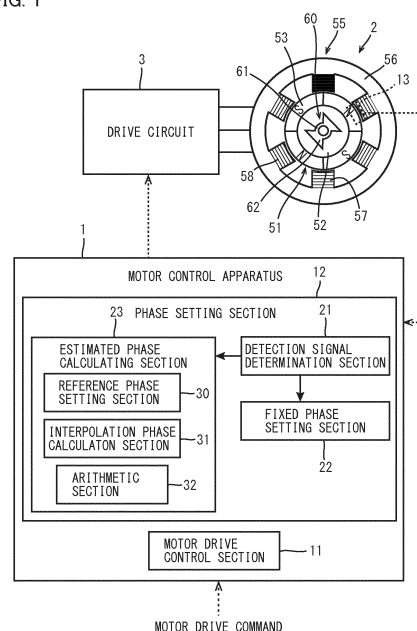 FIG. 1
60 55 2
3 53 56
61 13
DRIVE CIRCUIT
S
N
N
S
58
62 51 52 57
1
MOTOR CONTROL APPARATUS
12
23 PHASE SETTING SECTION 21
ESTIMATED PHASE
CALCULATING SECTION
DETECTION SIGNAL
DETERMINATION SECTION
REFERENCE PHASE
SETTING SECTION
30
FIXED PHASE
SETTING SECTION
INTERPOLATION PHASE
CALCULATON SECTION
31
22
ARITHMETIC
SECTION
32
MOTOR DRIVE
CONTROL SECTION
11
MOTOR DRIVE COMMAND